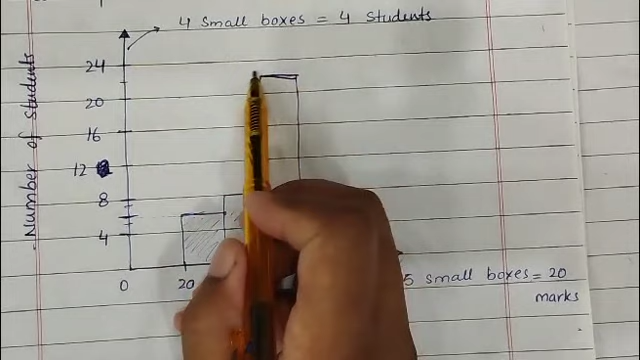 4 small boxes = 4 students
Number of students
24
20
16
12
8
4
0
20
5 small boxes = 20
marks